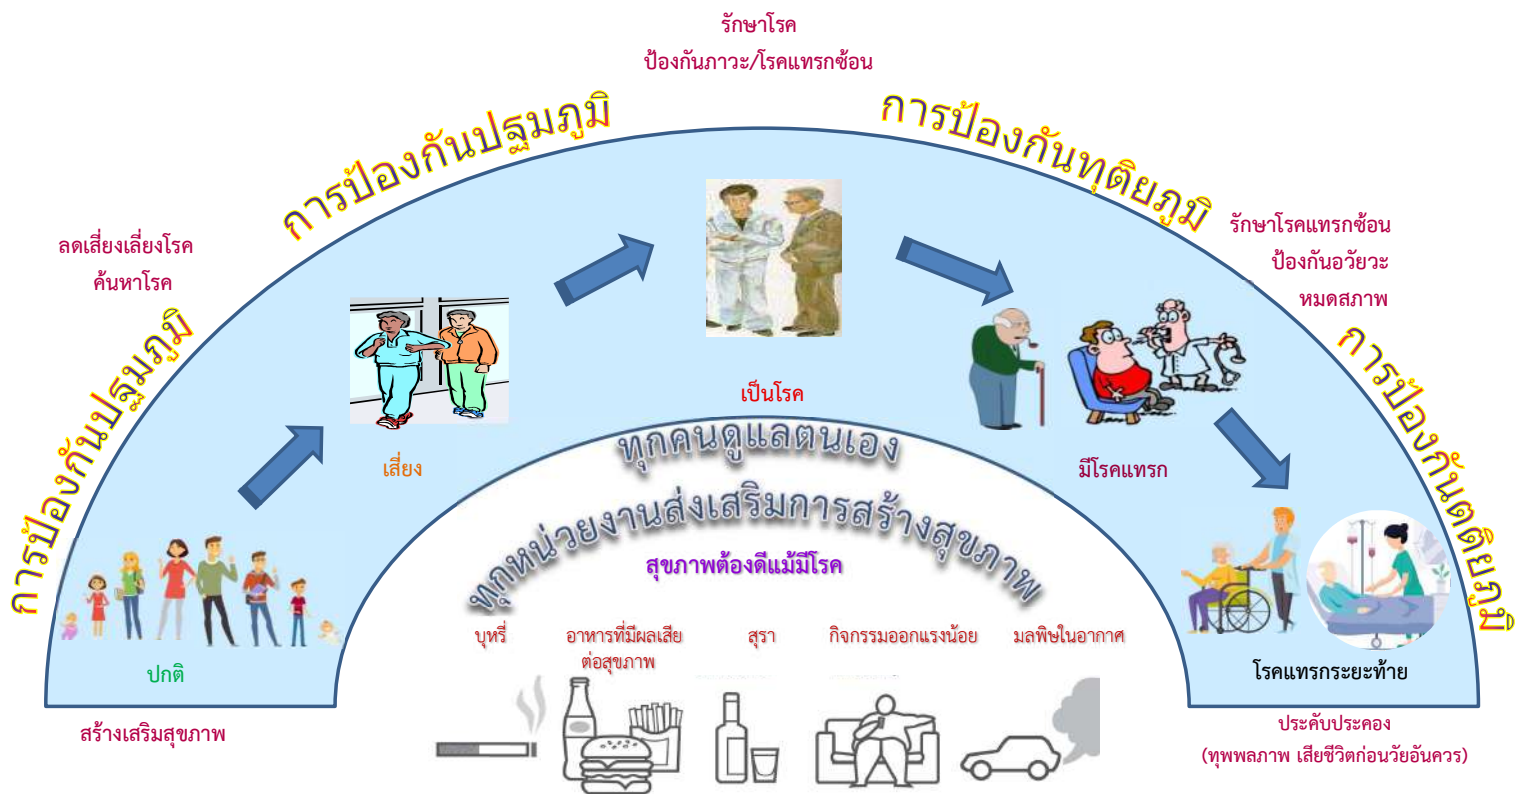 รักษาโรค
ป้องกันภาวะ/โรคแทรกซ้อน
การป้องกันปฐมภูมิ
การป้องกันทุติยภูมิ
ลดเสี่ยงเลี่ยงโรค
ค้นหาโรค
รักษาโรคแทรกซ้อน
ป้องกันอวัยวะ
หมดสภาพ
การป้องกันปฐมภูมิ
การป้องกันตติยภูมิ
เป็นโรค
เสี่ยง
มีโรคแทรก
ทุกคนดูแลตนเอง
ทุกหน่วยงานส่งเสริมการสร้างสุขภาพ
สุขภาพต้องดีแม้มีโรค
บุหรี่
อาหารที่มีผลเสีย
ต่อสุขภาพ
สุรา
กิจกรรมออกแรงน้อย
มลพิษในอากาศ
ปกติ
โรคแทรกระยะท้าย
สร้างเสริมสุขภาพ
ประคับประคอง
(ทุพพลภาพ เสียชีวิตก่อนวัยอันควร)